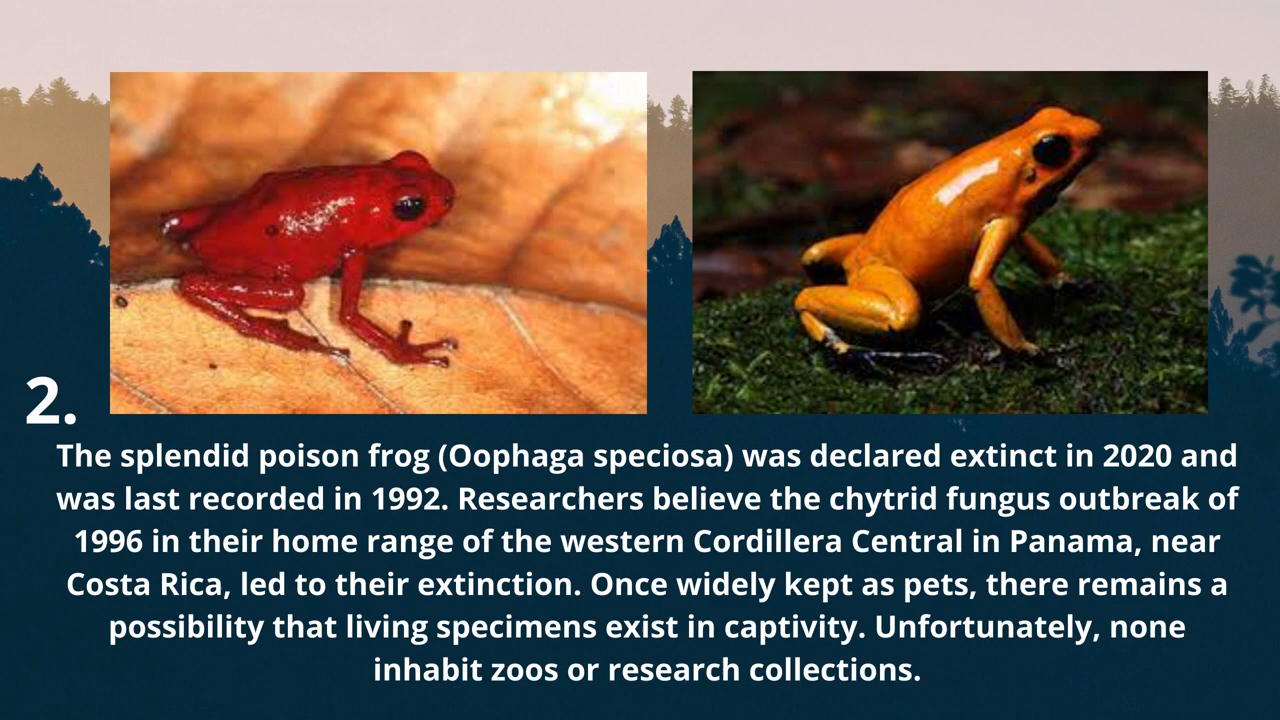 2.
The splendid poison frog (Oophaga speciosa) was declared extinct in 2020 and
was last recorded in 1992. Researchers believe the chytrid fungus outbreak of
1996 in their home range of the western Cordillera Central in Panama, near
Costa Rica, led to their extinction. Once widely kept as pets, there remains a
possibility that living specimens exist in captivity. Unfortunately, none
inhabit zoos or research collections.